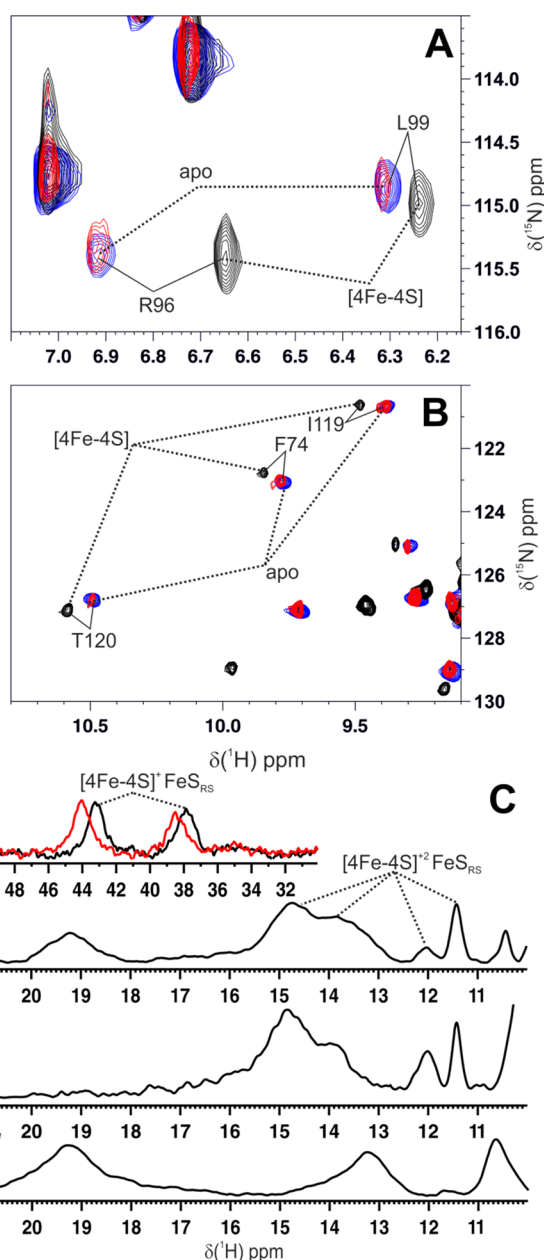 A
114.0
L99
114.5
apo
115.0
δ(¹⁵N) ppm
115.5
R96
[4Fe-4S]
116.0
7.0 6.9 6.8 6.7 6.6 6.5 6.4 6.3 6.2
B
I119
[4Fe-4S]
F74
122
124
δ(¹⁵N) ppm
apo
126
T120
128
130
10.5 10.0 9.5
δ(¹H) ppm
[4Fe-4S]⁺ FeS_RS
C
48 46 44 42 40 38 36 34 32
[4Fe-4S]⁺² FeS_RS
20 19 18 17 16 15 14 13 12 11
20 19 18 17 16 15 14 13 12 11
20 19 18 17 16 15 14 13 12 11
δ(¹H) ppm